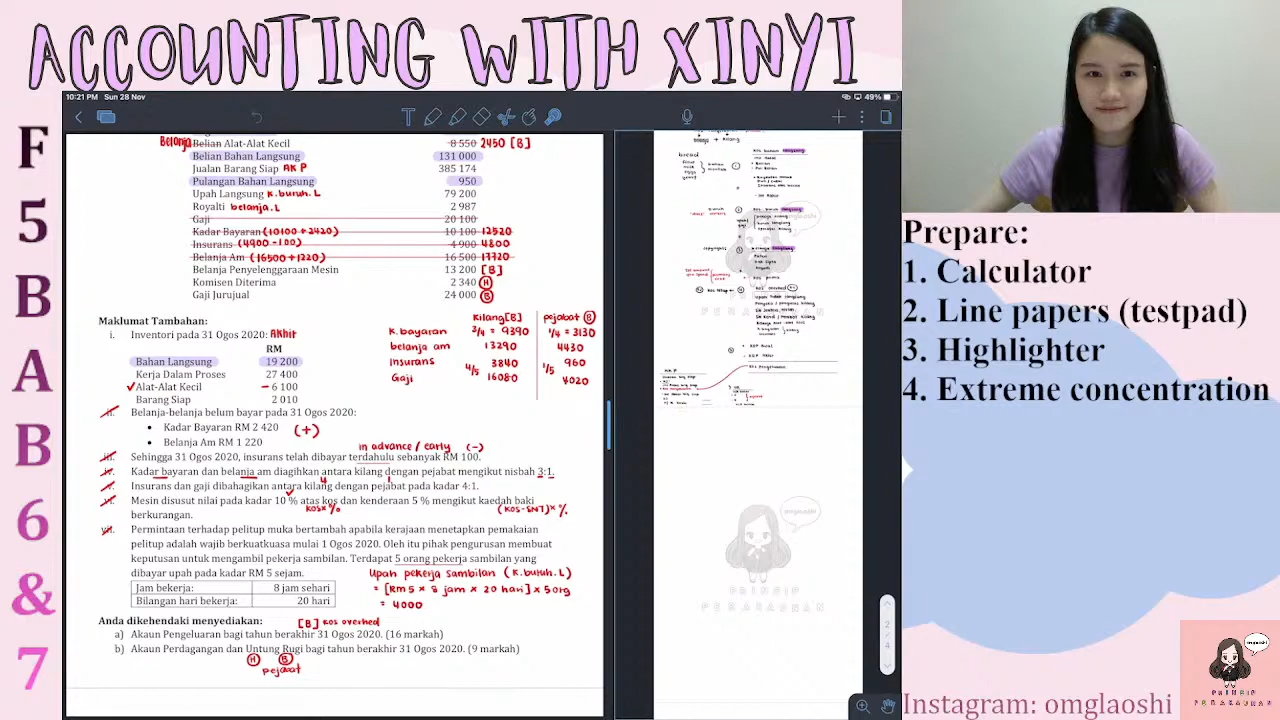 ACCOUNTING WITH XINYI
10:21 PM Sun 28 Nov
49%
Belanja Belian Alat-Alat Kecil 8 550 2450 [B]
Belian Bahan Langsung 131 000
Jualan Barang Siap AKP 385 174
Pulangan Bahan Langsung 950
Upah Langsung K.buruh.L 79 200
Royalti belanja.L 2 987
Gaji 20 100
Kadar Bayaran (10100+2420) 10 100 12520
Insurans (4900-100) 4 900 4800
Belanja Am (16500+1220) 16 500 17720
Belanja Penyelenggaraan Mesin 13 200 [B]
Komisen Diterima 2 340 (H)
Gaji Jurujual 24 000 (B)
Maklumat Tambahan:
i. Inventori pada 31 Ogos 2020: Akhir
RM
Bahan Langsung 19 200
Kerja Dalam Proses 27 400
✓Alat-Alat Kecil - 6 100
Barang Siap 2 010
Kilang[B] pejabat (B)
K.bayaran 3/4 = 9390 1/4 = 3130
belanja am 13290 4430
Insurans 4/5 3840 1/5 960
Gaji 16080 4020
ii. Belanja-belanja belum bayar pada 31 Ogos 2020:
• Kadar Bayaran RM 2 420 (+)
• Belanja Am RM 1 220
in advance / early (-)
iii. Sehingga 31 Ogos 2020, insurans telah dibayar terdahulu sebanyak RM 100.
iv. Kadar bayaran dan belanja am diagihkan antara kilang dengan pejabat mengikut nisbah 3:1.
4 1
v. Insurans dan gaji dibahagikan antara kilang dengan pejabat pada kadar 4:1.
vi. Mesin disusut nilai pada kadar 10 % atas kos dan kenderaan 5 % mengikut kaedah baki
berkurangan. kos×% (KOS-SNT)×%
Permintaan terhadap pelitup muka bertambah apabila kerajaan menetapkan pemakaian
pelitup adalah wajib berkuatkuasa mulai 1 Ogos 2020. Oleh itu pihak pengurusan membuat
keputusan untuk mengambil pekerja sambilan. Terdapat 5 orang pekerja sambilan yang
dibayar upah pada kadar RM 5 sejam. Upah pekerja sambilan (K.buruh.L)
Jam bekerja: 8 jam sehari = [RM 5 × 8 jam × 20 hari] × 5 org
Bilangan hari bekerja: 20 hari = 4000
Anda dikehendaki menyediakan: [B] kos overhed
a) Akaun Pengeluaran bagi tahun berakhir 31 Ogos 2020. (16 markah)
b) Akaun Perdagangan dan Untung Rugi bagi tahun berakhir 31 Ogos 2020. (9 markah)
(H) (B)
pejabat
bread
Kos buruh langsung
omglaoshi
PRINSIP
PERAKAUNAN
2
/
4
F
A
B
6
&
7
Prepare:
1. Calculator
2. Line papers (testp
3. Highlighter
4. Extreme concentration
Instagram: omglaoshi
PRINSIP
PERAKAUNAN